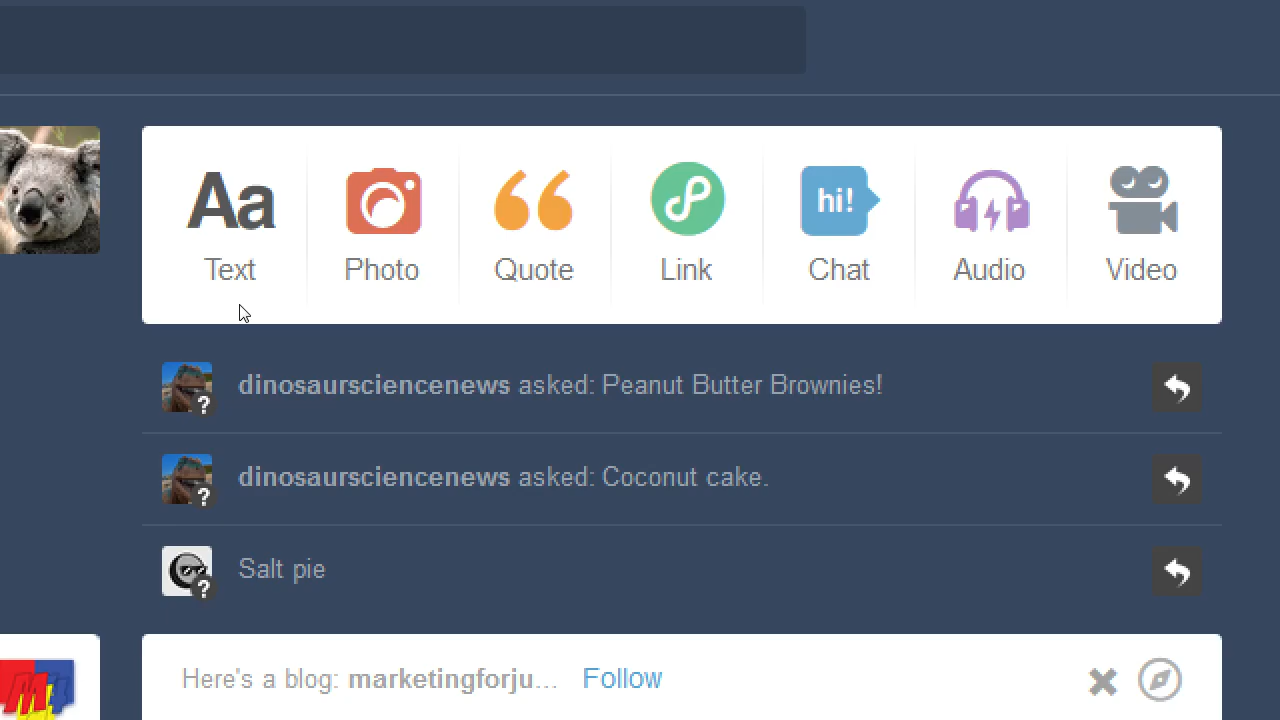 Aa
hi!
Text Photo Quote Link Chat Audio Video
dinosaursciencenews asked: Peanut Butter Brownies!
?
dinosaursciencenews asked: Coconut cake.
?
Salt pie
?
Here's a blog: marketingforju... Follow